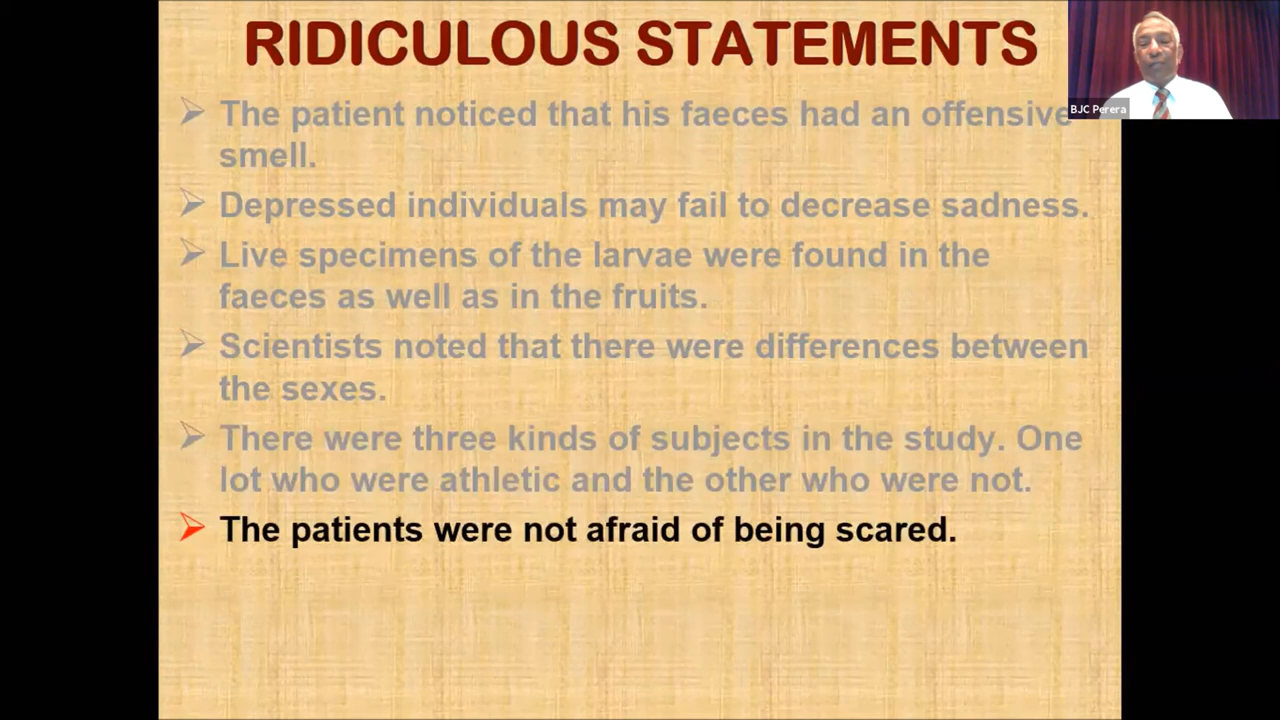 RIDICULOUS STATEMENTS
BJC Perera
The patient noticed that his faeces had an offensive
smell.
Depressed individuals may fail to decrease sadness.
Live specimens of the larvae were found in the
faeces as well as in the fruits.
Scientists noted that there were differences between
the sexes.
There were three kinds of subjects in the study. One
lot who were athletic and the other who were not.
The patients were not afraid of being scared.